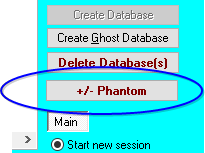 Create Database
Create Ghost Database
Delete Database(s)
+/- Phantom
Main
>
Start new session